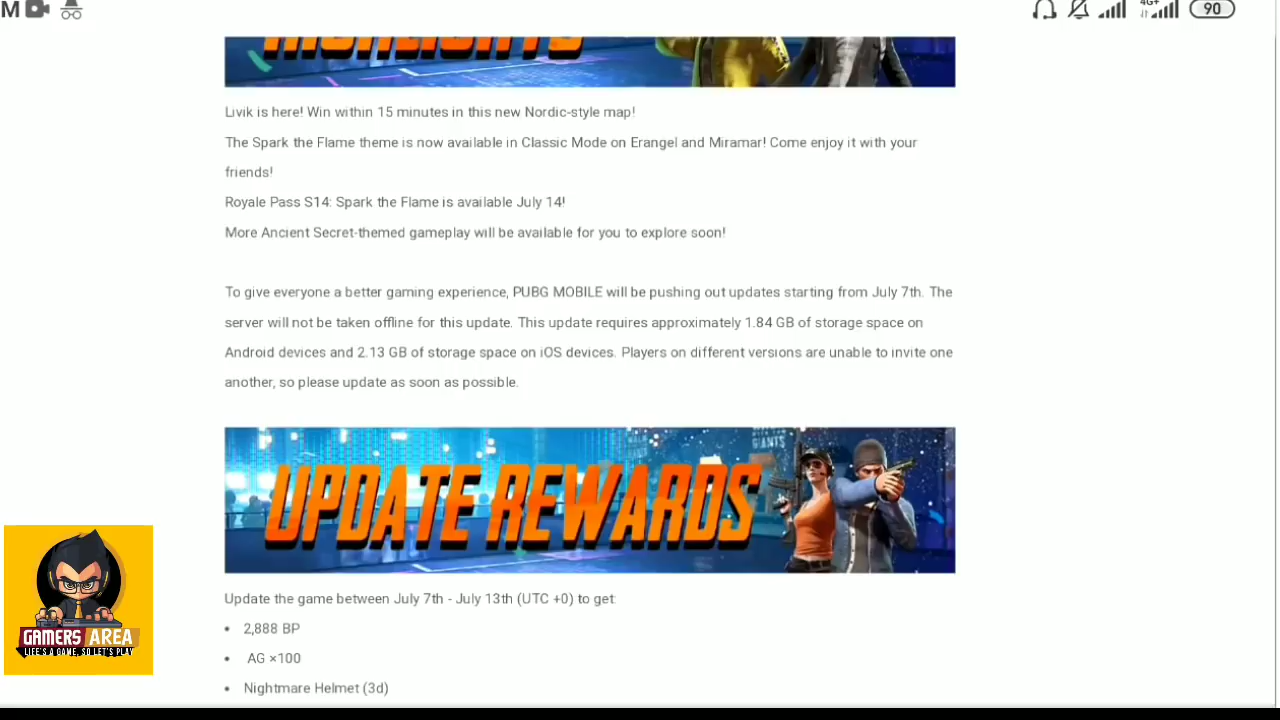 M
4G+
90
HIGHLIGHTS
Livik is here! Win within 15 minutes in this new Nordic-style map!
The Spark the Flame theme is now available in Classic Mode on Erangel and Miramar! Come enjoy it with your
friends!
Royale Pass S14: Spark the Flame is available July 14!
More Ancient Secret-themed gameplay will be available for you to explore soon!
To give everyone a better gaming experience, PUBG MOBILE will be pushing out updates starting from July 7th. The
server will not be taken offline for this update. This update requires approximately 1.84 GB of storage space on
Android devices and 2.13 GB of storage space on iOS devices. Players on different versions are unable to invite one
another, so please update as soon as possible.
UPDATE REWARDS
GIANTS
Update the game between July 7th - July 13th (UTC +0) to get:
• 2,888 BP
• AG ×100
• Nightmare Helmet (3d)
GAMERS AREA
LIFE'S A GAME, SO LET'S PLAY